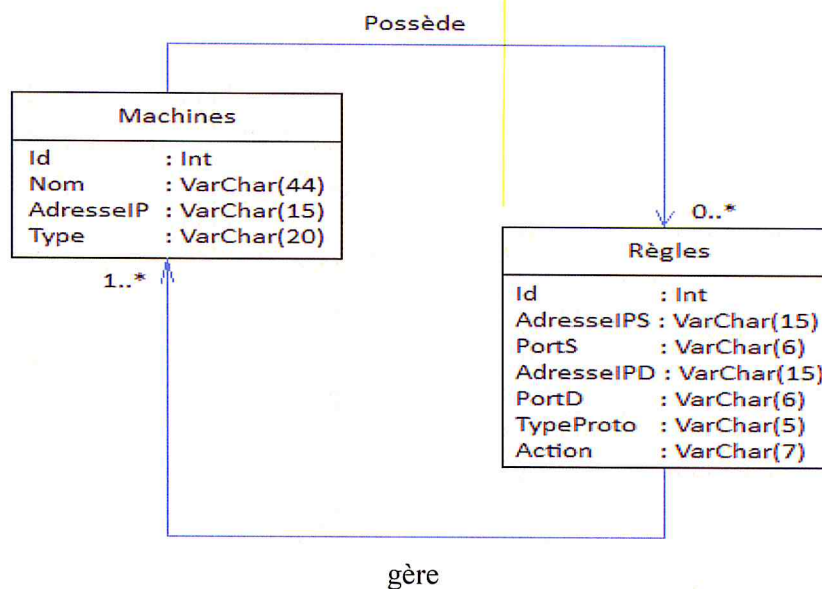 Possède
Machines
Id : Int
Nom : VarChar(44)
AdresseIP : VarChar(15)
Type : VarChar(20)
1..*
0..*
Règles
Id : Int
AdresseIPS : VarChar(15)
PortS : VarChar(6)
AdresseIPD : VarChar(15)
PortD : VarChar(6)
TypeProto : VarChar(5)
Action : VarChar(7)
gère